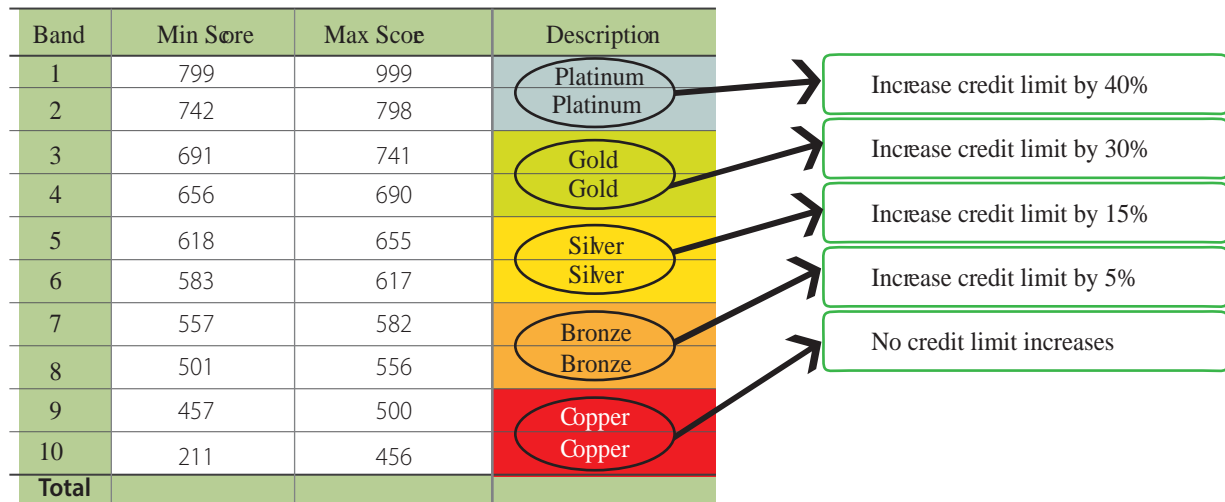 Band Min Score Max Score Description
1 799 999 Platinum
2 742 798 Platinum
3 691 741 Gold
4 656 690 Gold
5 618 655 Silver
6 583 617 Silver
7 557 582 Bronze
8 501 556 Bronze
9 457 500 Copper
10 211 456 Copper
Total
Increase credit limit by 40%
Increase credit limit by 30%
Increase credit limit by 15%
Increase credit limit by 5%
No credit limit increases